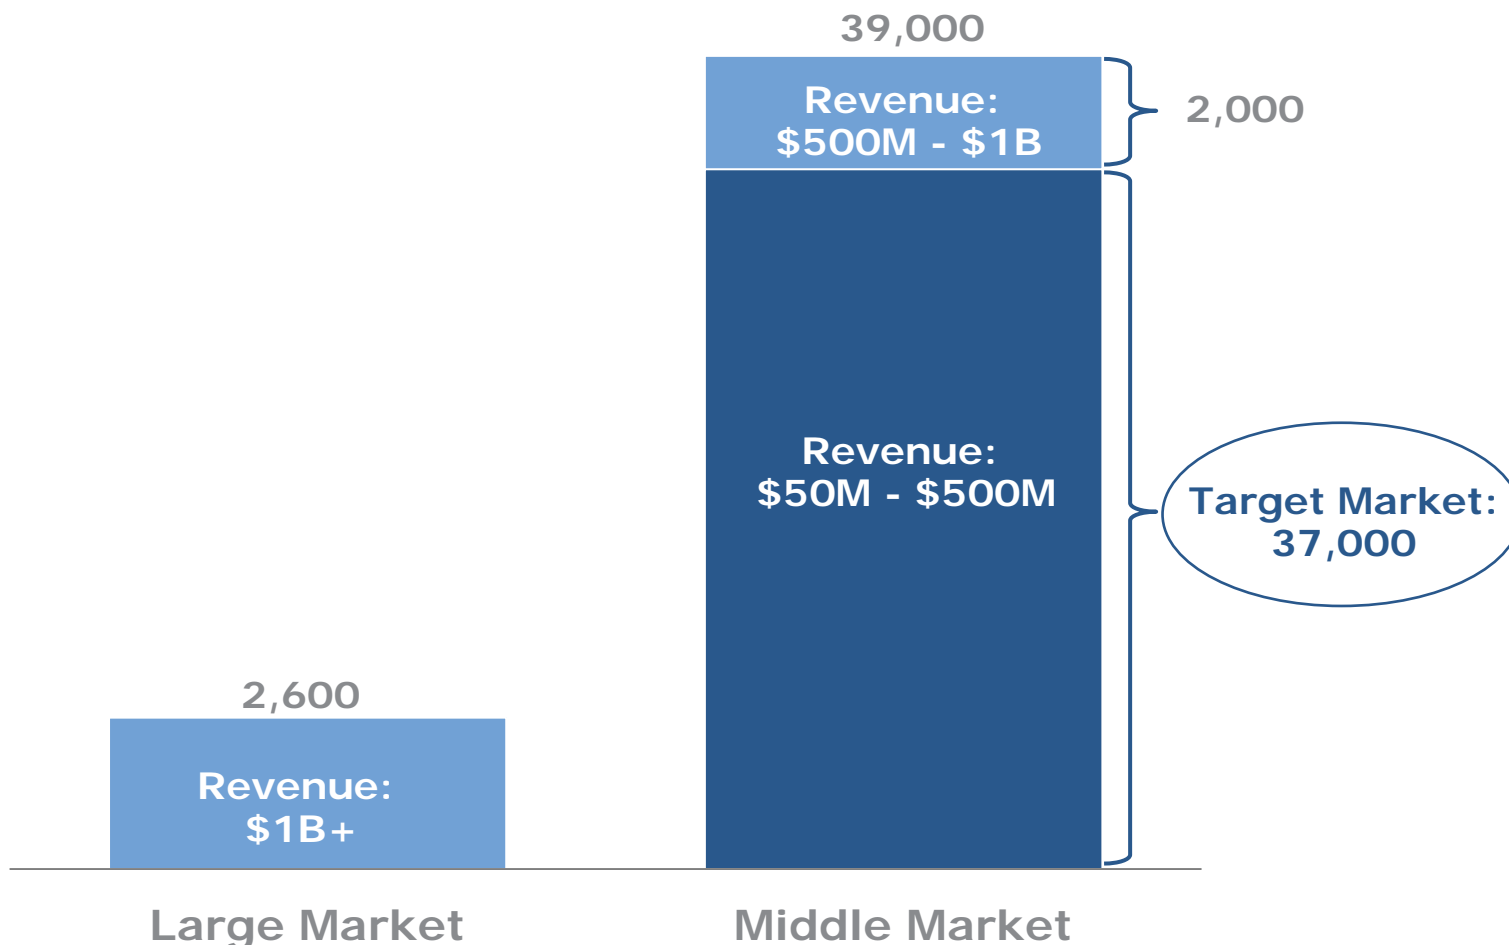 39,000
Revenue:
$500M - $1B
2,000
Revenue:
$50M - $500M
Target Market:
37,000
2,600
Revenue:
$1B+
Large Market
Middle Market